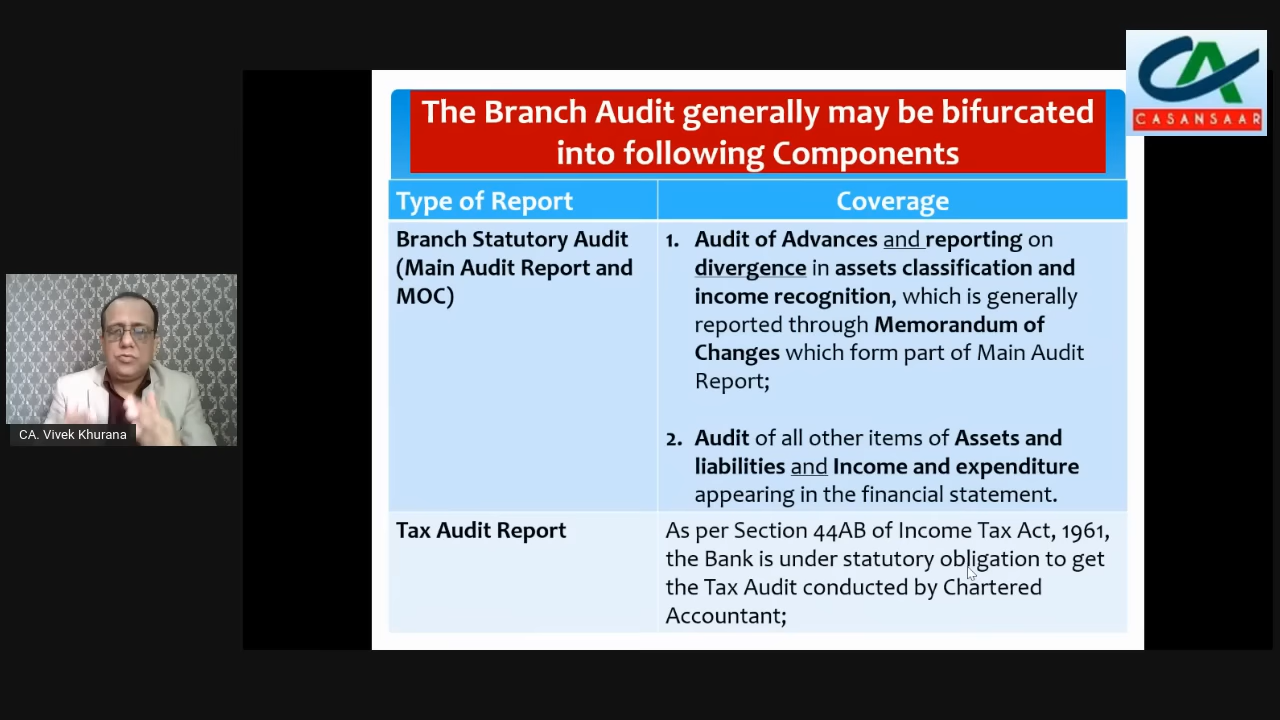 The Branch Audit generally may be bifurcated
into following Components
CASANSAAR
Type of Report
Coverage
Branch Statutory Audit
(Main Audit Report and
MOC)
1. Audit of Advances and reporting on
divergence in assets classification and
income recognition, which is generally
reported through Memorandum of
Changes which form part of Main Audit
Report;
2. Audit of all other items of Assets and
liabilities and Income and expenditure
appearing in the financial statement.
Tax Audit Report
As per Section 44AB of Income Tax Act, 1961,
the Bank is under statutory obligation to get
the Tax Audit conducted by Chartered
Accountant;
CA. Vivek Khurana